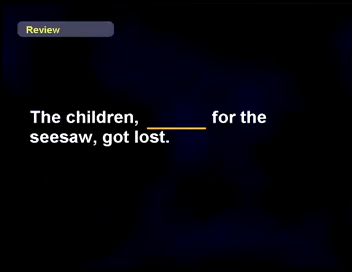 Review
The children, ______ for the
seesaw, got lost.